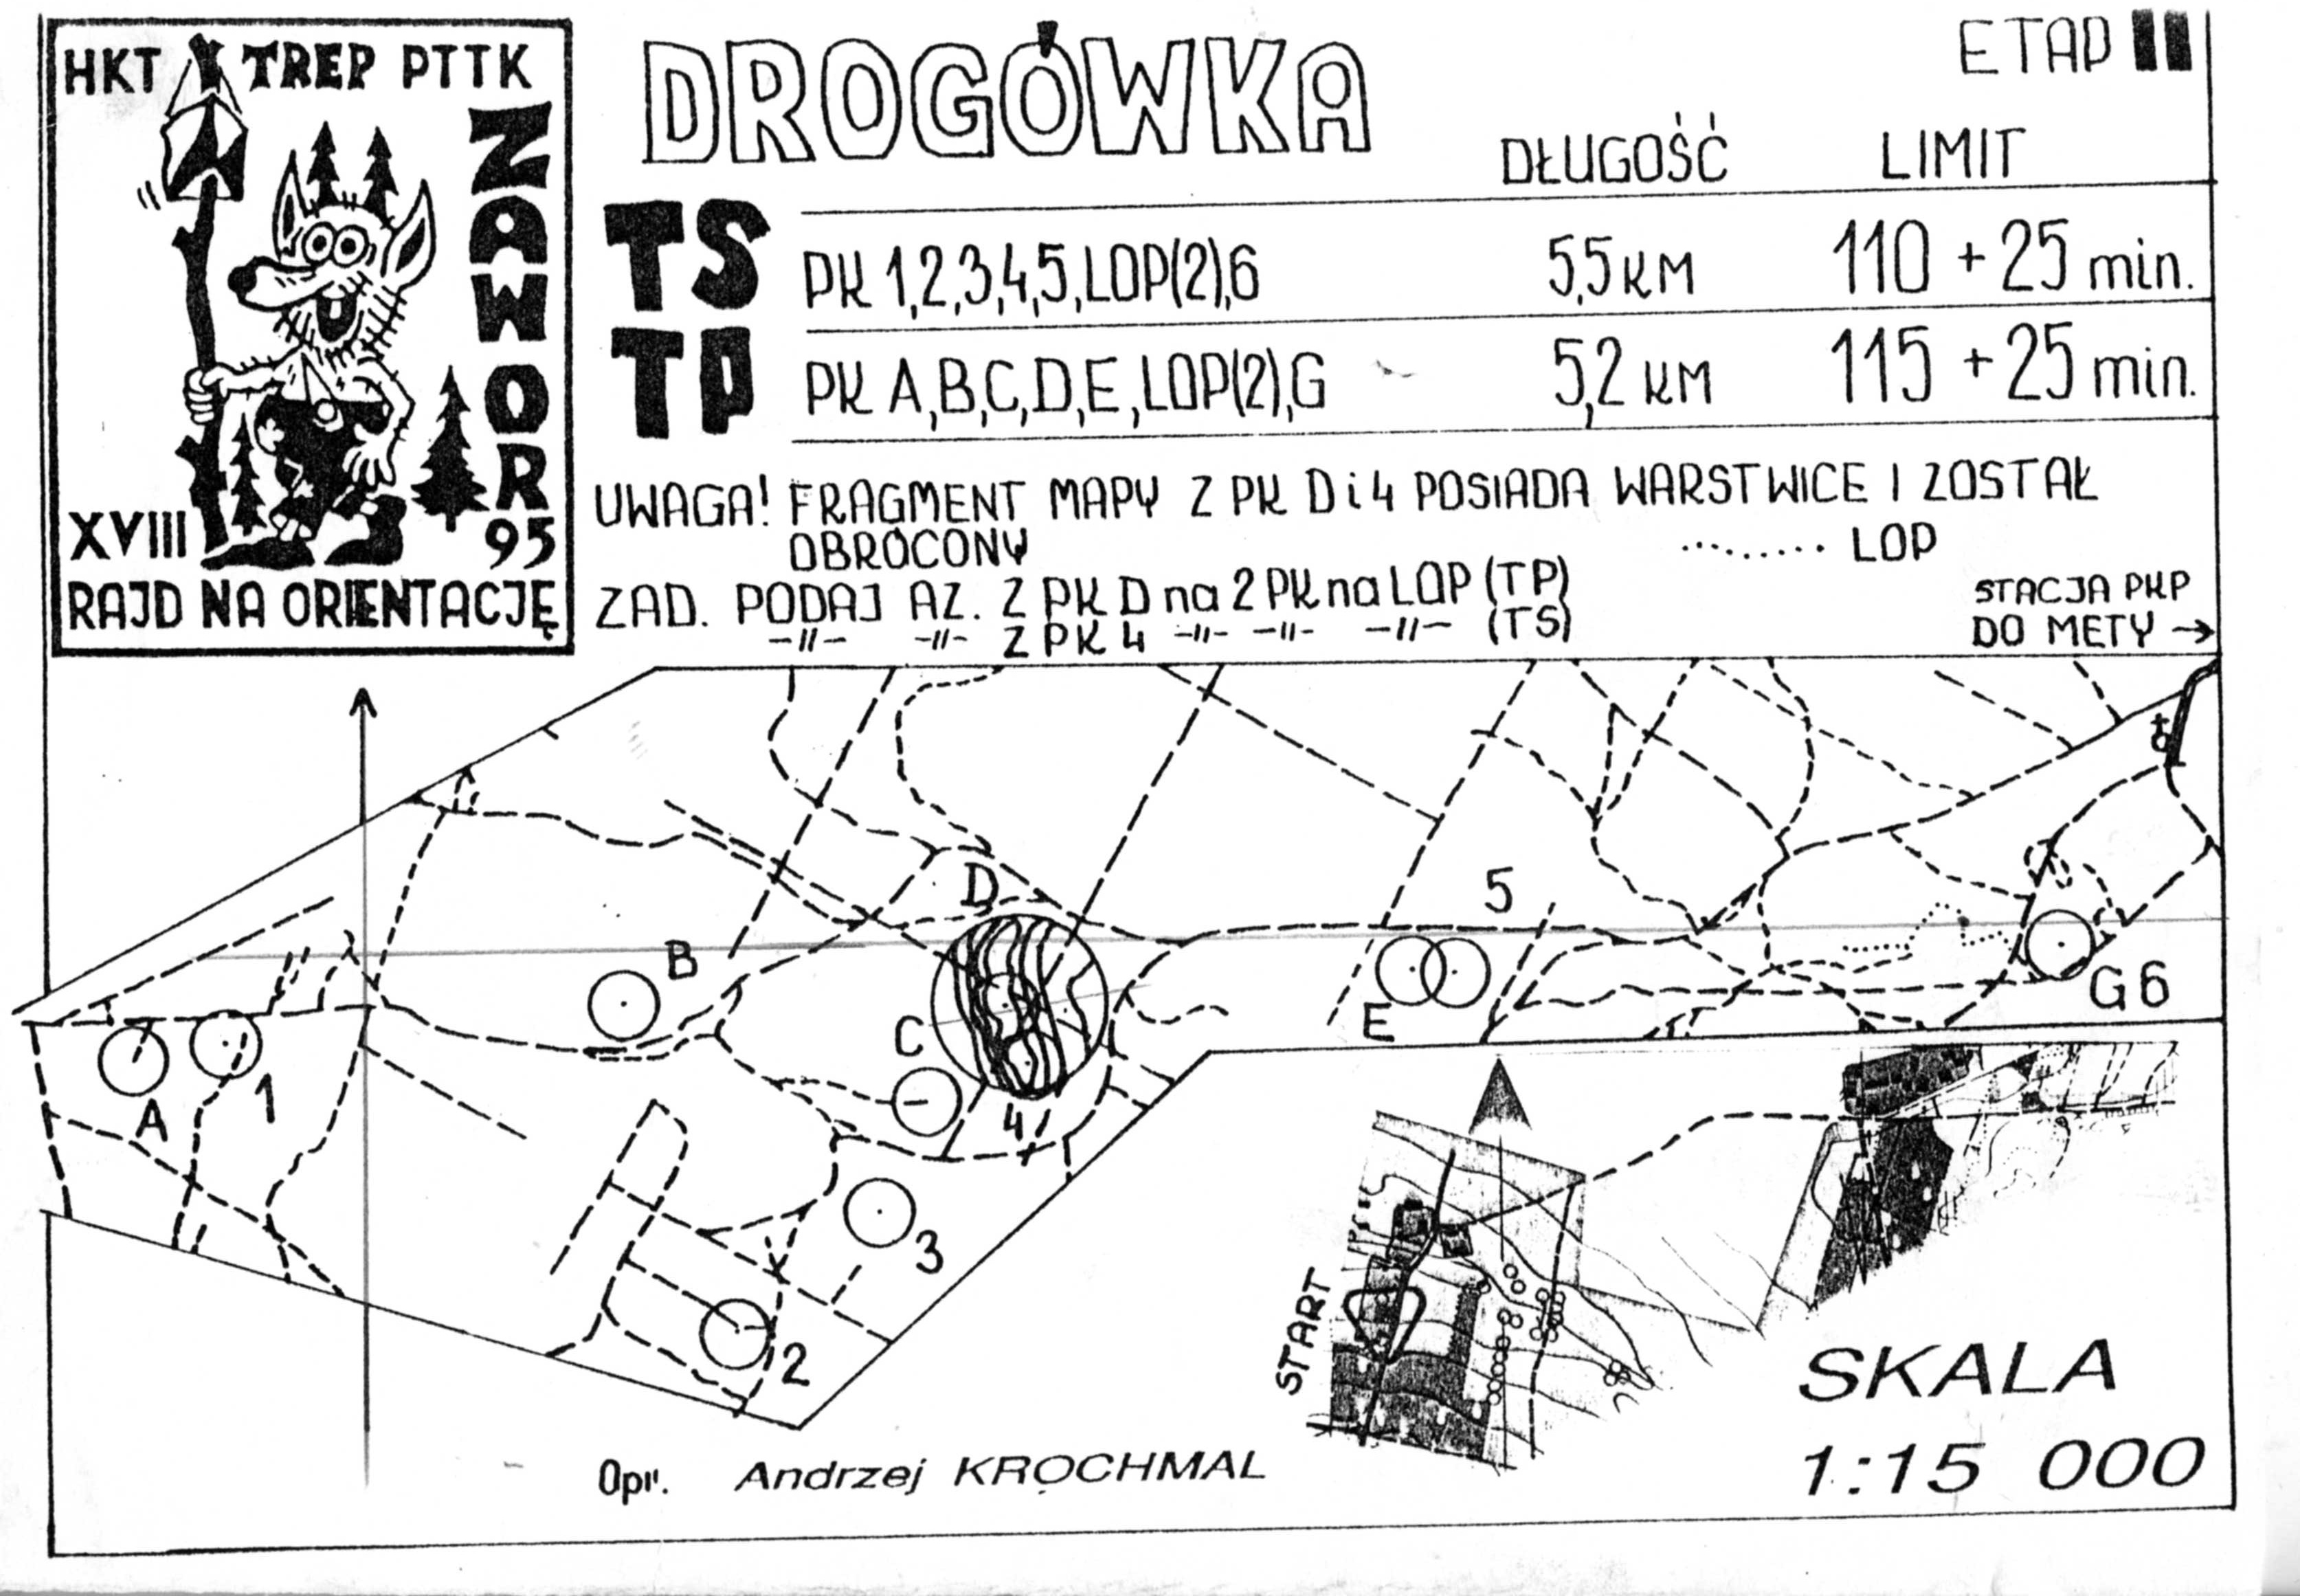 HKT TREP PTTK
ZAWOR
XVIII
95
RAJD NA ORIENTACJĘ
DROGÓWKA
ETAP II
DŁUGOŚĆ LIMIT
TS PK 1,2,3,4,5,LOP(2),6 5,5 KM 110 + 25 min.
TP PK A,B,C,D,E,LOP(2),G 5,2 KM 115 + 25 min.
UWAGA! FRAGMENT MAPY Z PK D i 4 POSIADA WARSTWICE I ZOSTAŁ
OBRÓCONY
......... LOP
ZAD. PODAJ AZ. Z PK D na 2 PK na LOP (TP)
-//- -//- Z PK 4 -//- -//- -//- (TS)
STACJA PKP
DO METY →
D
5
B
C
E
G 6
A
1
4
3
2
START
SKALA
1:15 000
Opr. Andrzej KROCHMAL